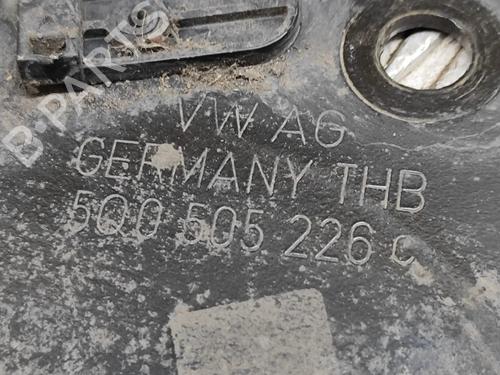 B-PARTS
VW AG
GERMANY THB
5Q0 505 226 C